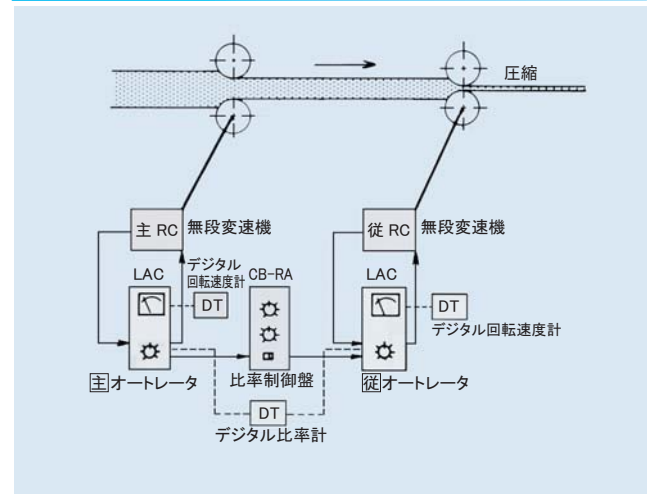 圧縮
主 RC
無段変速機
従 RC
無段変速機
LAC
デジタル
回転速度計
CB-RA
LAC
DT
DT
デジタル回転速度計
主オートレータ
比率制御盤
従オートレータ
DT
デジタル比率計